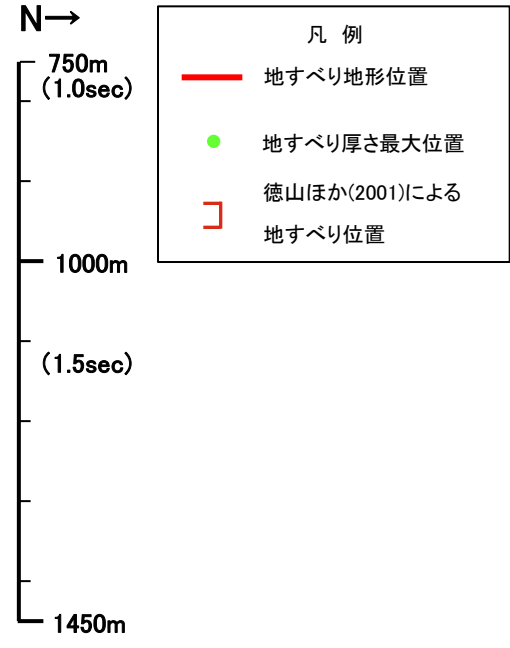 N→
750m
(1.0sec)
1000m
(1.5sec)
1450m
凡 例
地すべり地形位置
地すべり厚さ最大位置
徳山ほか(2001)による
地すべり位置